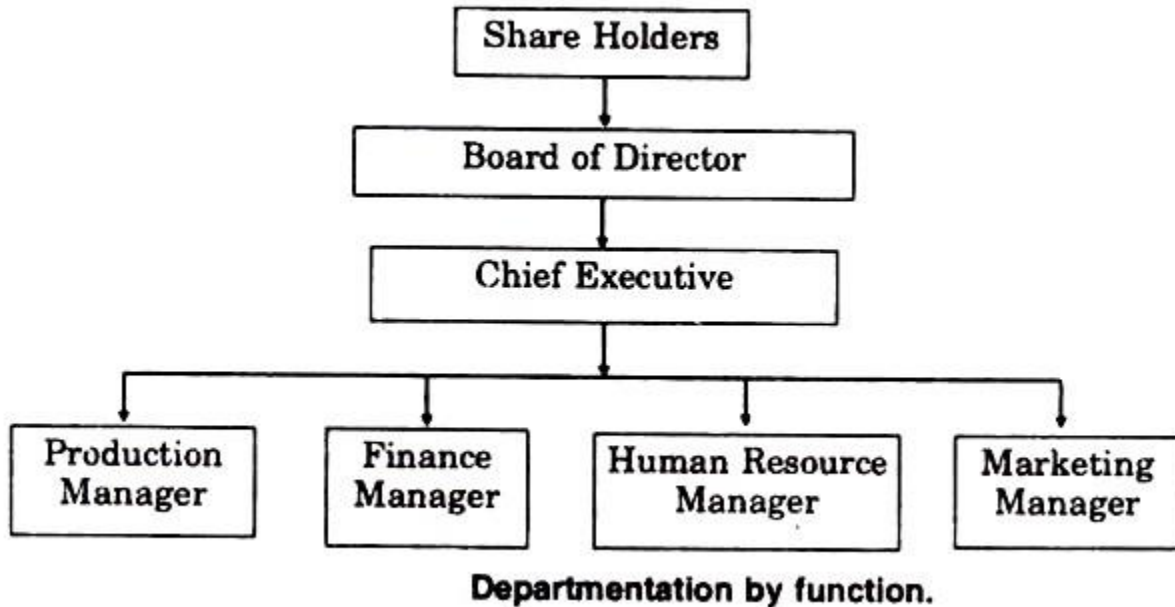 Share Holders
Board of Director
Chief Executive
Production
Manager
Finance
Manager
Human Resource
Manager
Marketing
Manager
Departmentation by function.